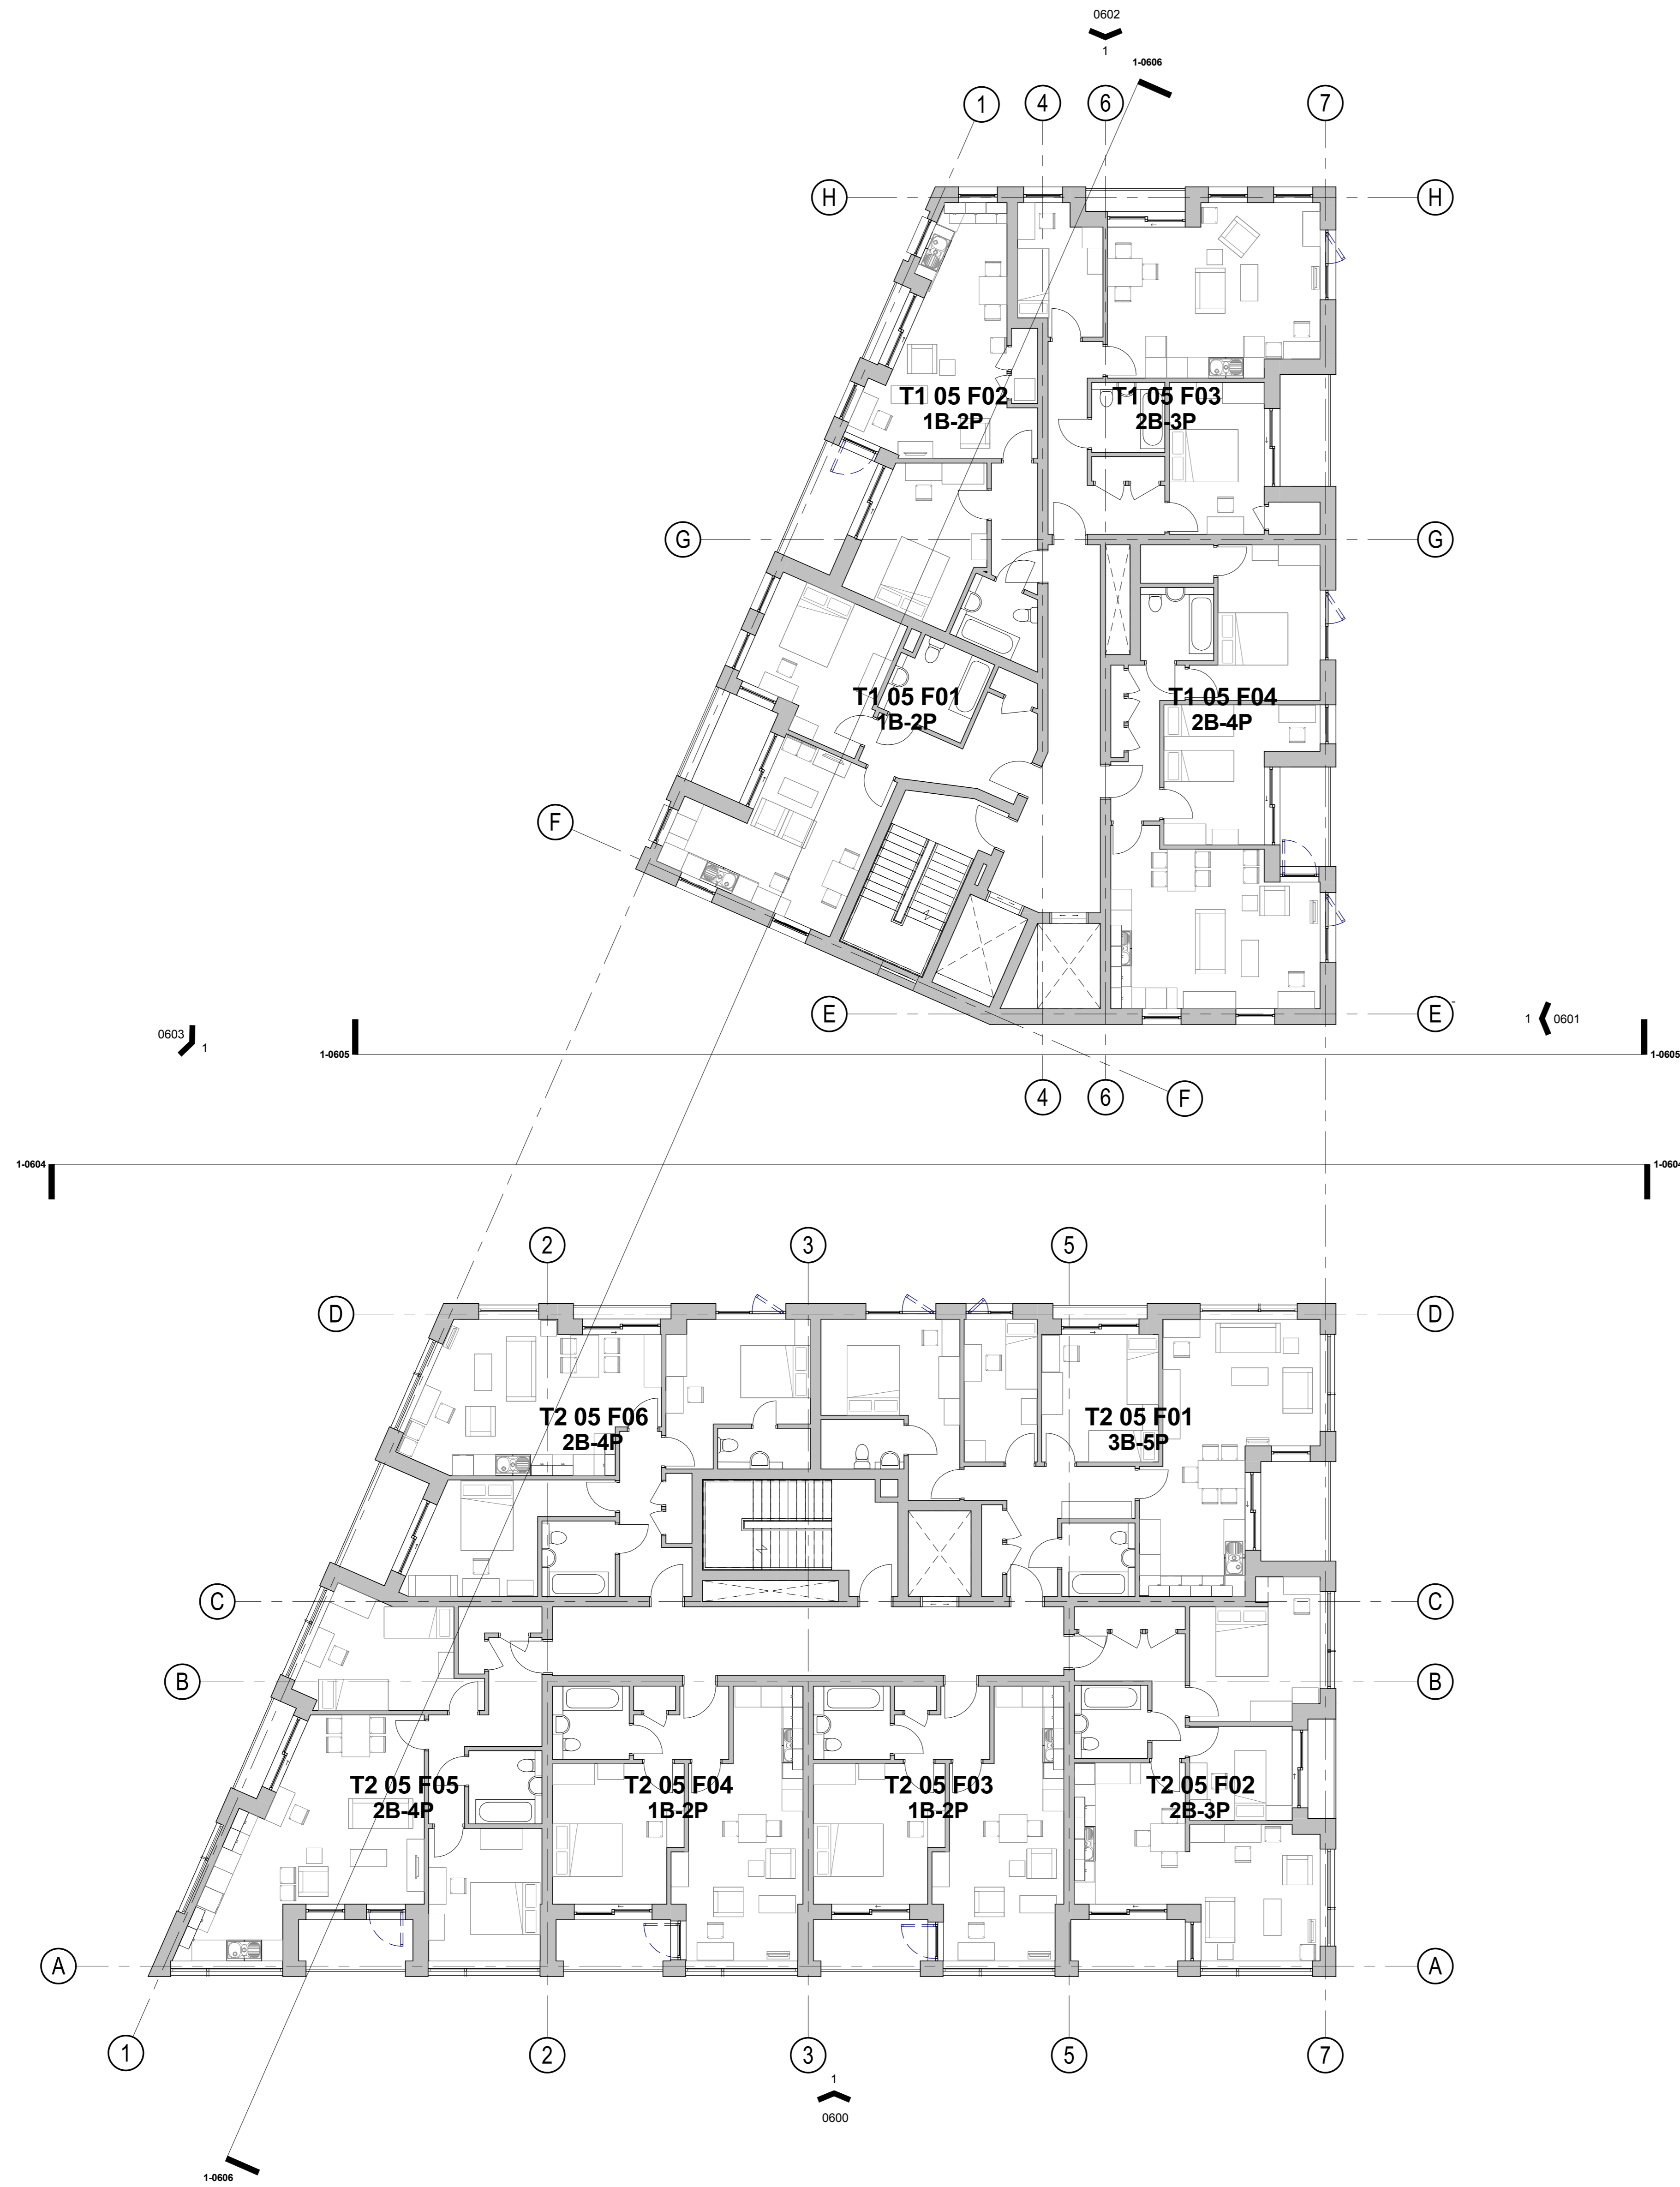 0602
1
1-0606
1
4
6
7
H
H
T1 05 F02
1B-2P
T1 05 F03
2B-3P
G
G
T1 05 F01
1B-2P
T1 05 F04
2B-4P
F
E
E
0603
1
1-0605
1
0601
1-0605
4
6
F
1-0604
1-0604
2
3
5
D
D
T2 05 F06
2B-4P
T2 05 F01
3B-5P
C
C
B
B
T2 05 F05
2B-4P
T2 05 F04
1B-2P
T2 05 F03
1B-2P
T2 05 F02
2B-3P
A
A
1
2
3
5
7
1
0600
1-0606